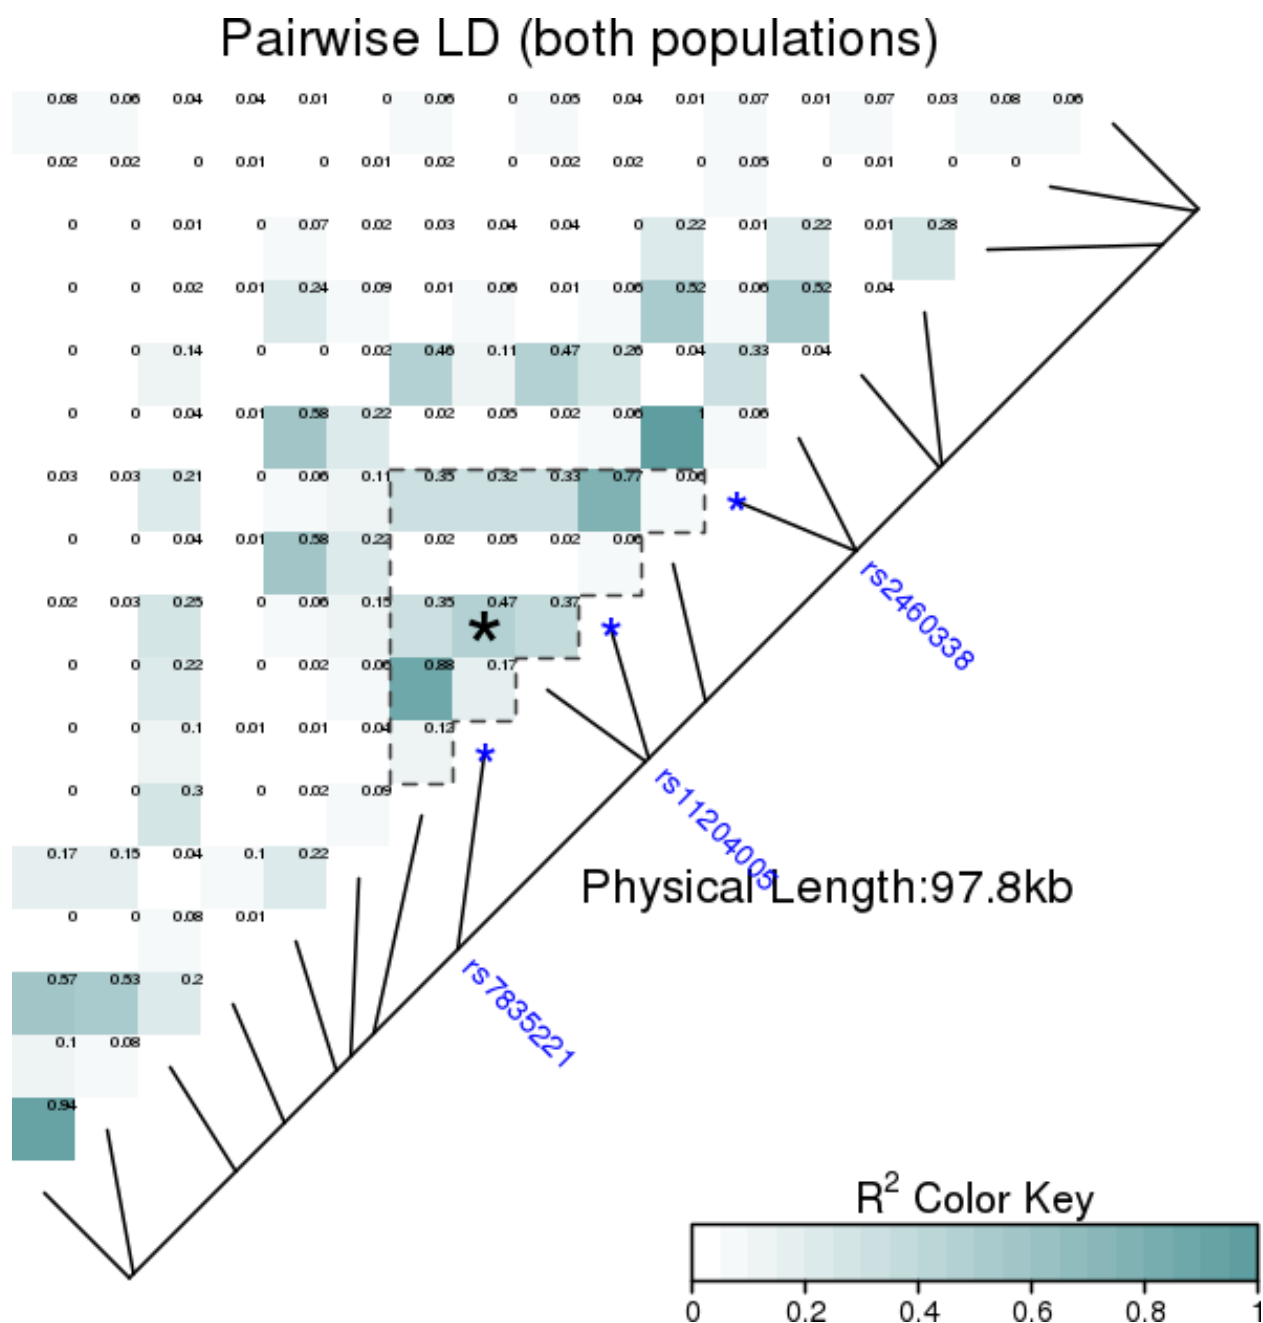 Pairwise LD (both populations)
0.08 0.06 0.04 0.04 0.01 0 0.06 0 0.05 0.04 0.01 0.07 0.01 0.07 0.03 0.08 0.06
0.02 0.02 0 0.01 0 0.01 0.02 0 0.02 0.02 0 0.05 0 0.01 0 0
0 0 0.01 0 0.07 0.02 0.03 0.04 0.04 0 0.22 0.01 0.22 0.01 0.28
0 0 0.02 0.01 0.24 0.09 0.01 0.06 0.01 0.06 0.52 0.06 0.52 0.04
0 0 0.14 0 0 0.02 0.46 0.11 0.47 0.26 0.04 0.33 0.04
0 0 0.04 0.01 0.58 0.22 0.02 0.05 0.02 0.06 1 0.06
0.03 0.03 0.21 0 0.06 0.11 0.35 0.32 0.33 0.77 0.06 *
0 0 0.04 0.01 0.58 0.22 0.02 0.05 0.02 0.06
rs2460338
0.02 0.03 0.25 0 0.06 0.15 0.35 0.47 0.37
* *
0 0 0.22 0 0.02 0.06 0.88 0.17
0 0 0.1 0.01 0.01 0.04 0.13
*
0 0 0.3 0 0.02 0.09
rs11204005
0.17 0.15 0.04 0.1 0.22
Physical Length:97.8kb
0 0 0.08 0.01
0.57 0.53 0.2
rs7835221
0.1 0.08
0.94
R² Color Key
0 0.2 0.4 0.6 0.8 1